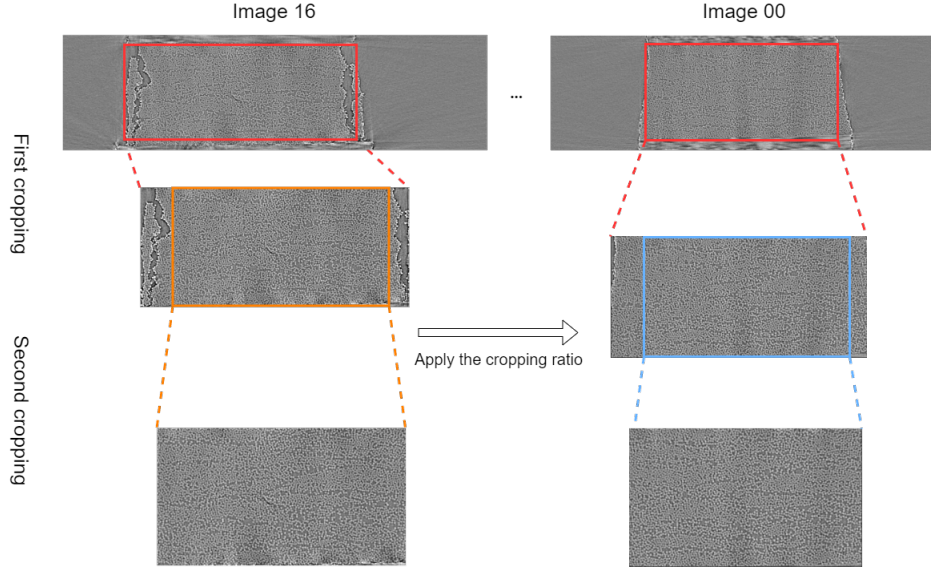 Image 16
Image 00
...
First cropping
Apply the cropping ratio
Second cropping